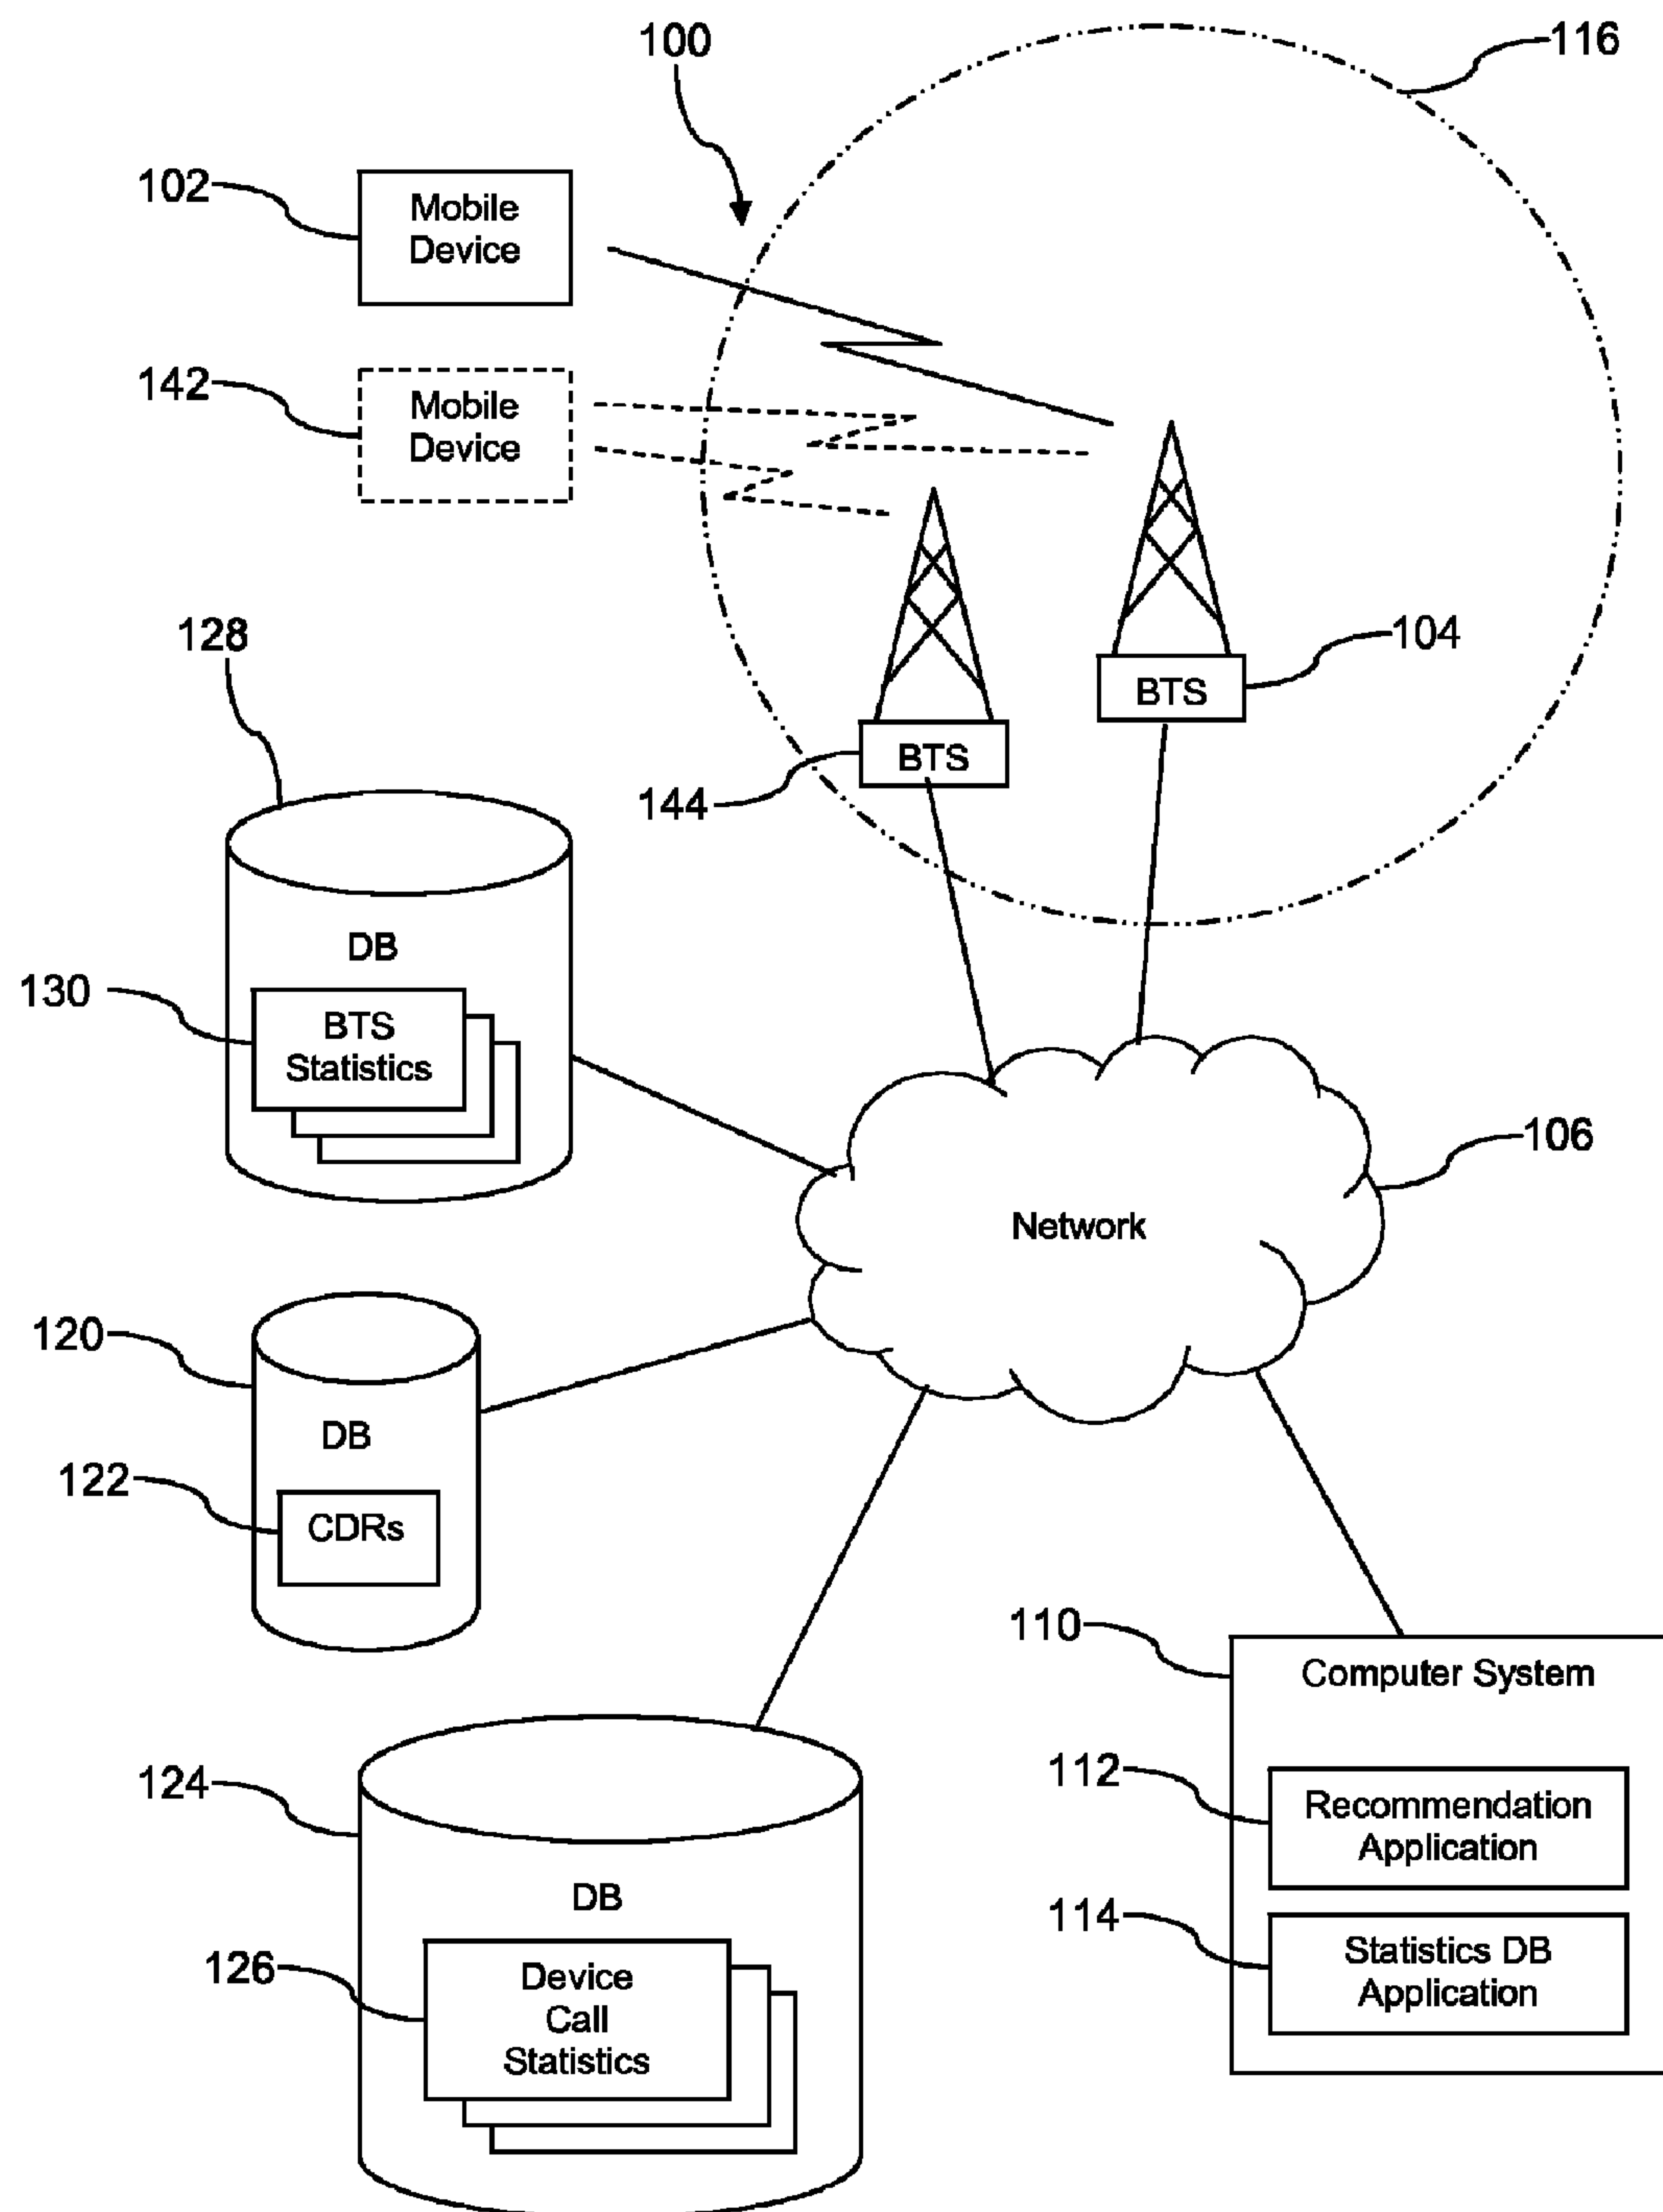 100
116
102
Mobile
Device
142
Mobile
Device
128
104
BTS
BTS
144
DB
130
BTS
Statistics
106
Network
120
DB
122
CDRs
110
Computer System
124
112
Recommendation
Application
DB
114
Statistics DB
Application
126
Device
Call
Statistics